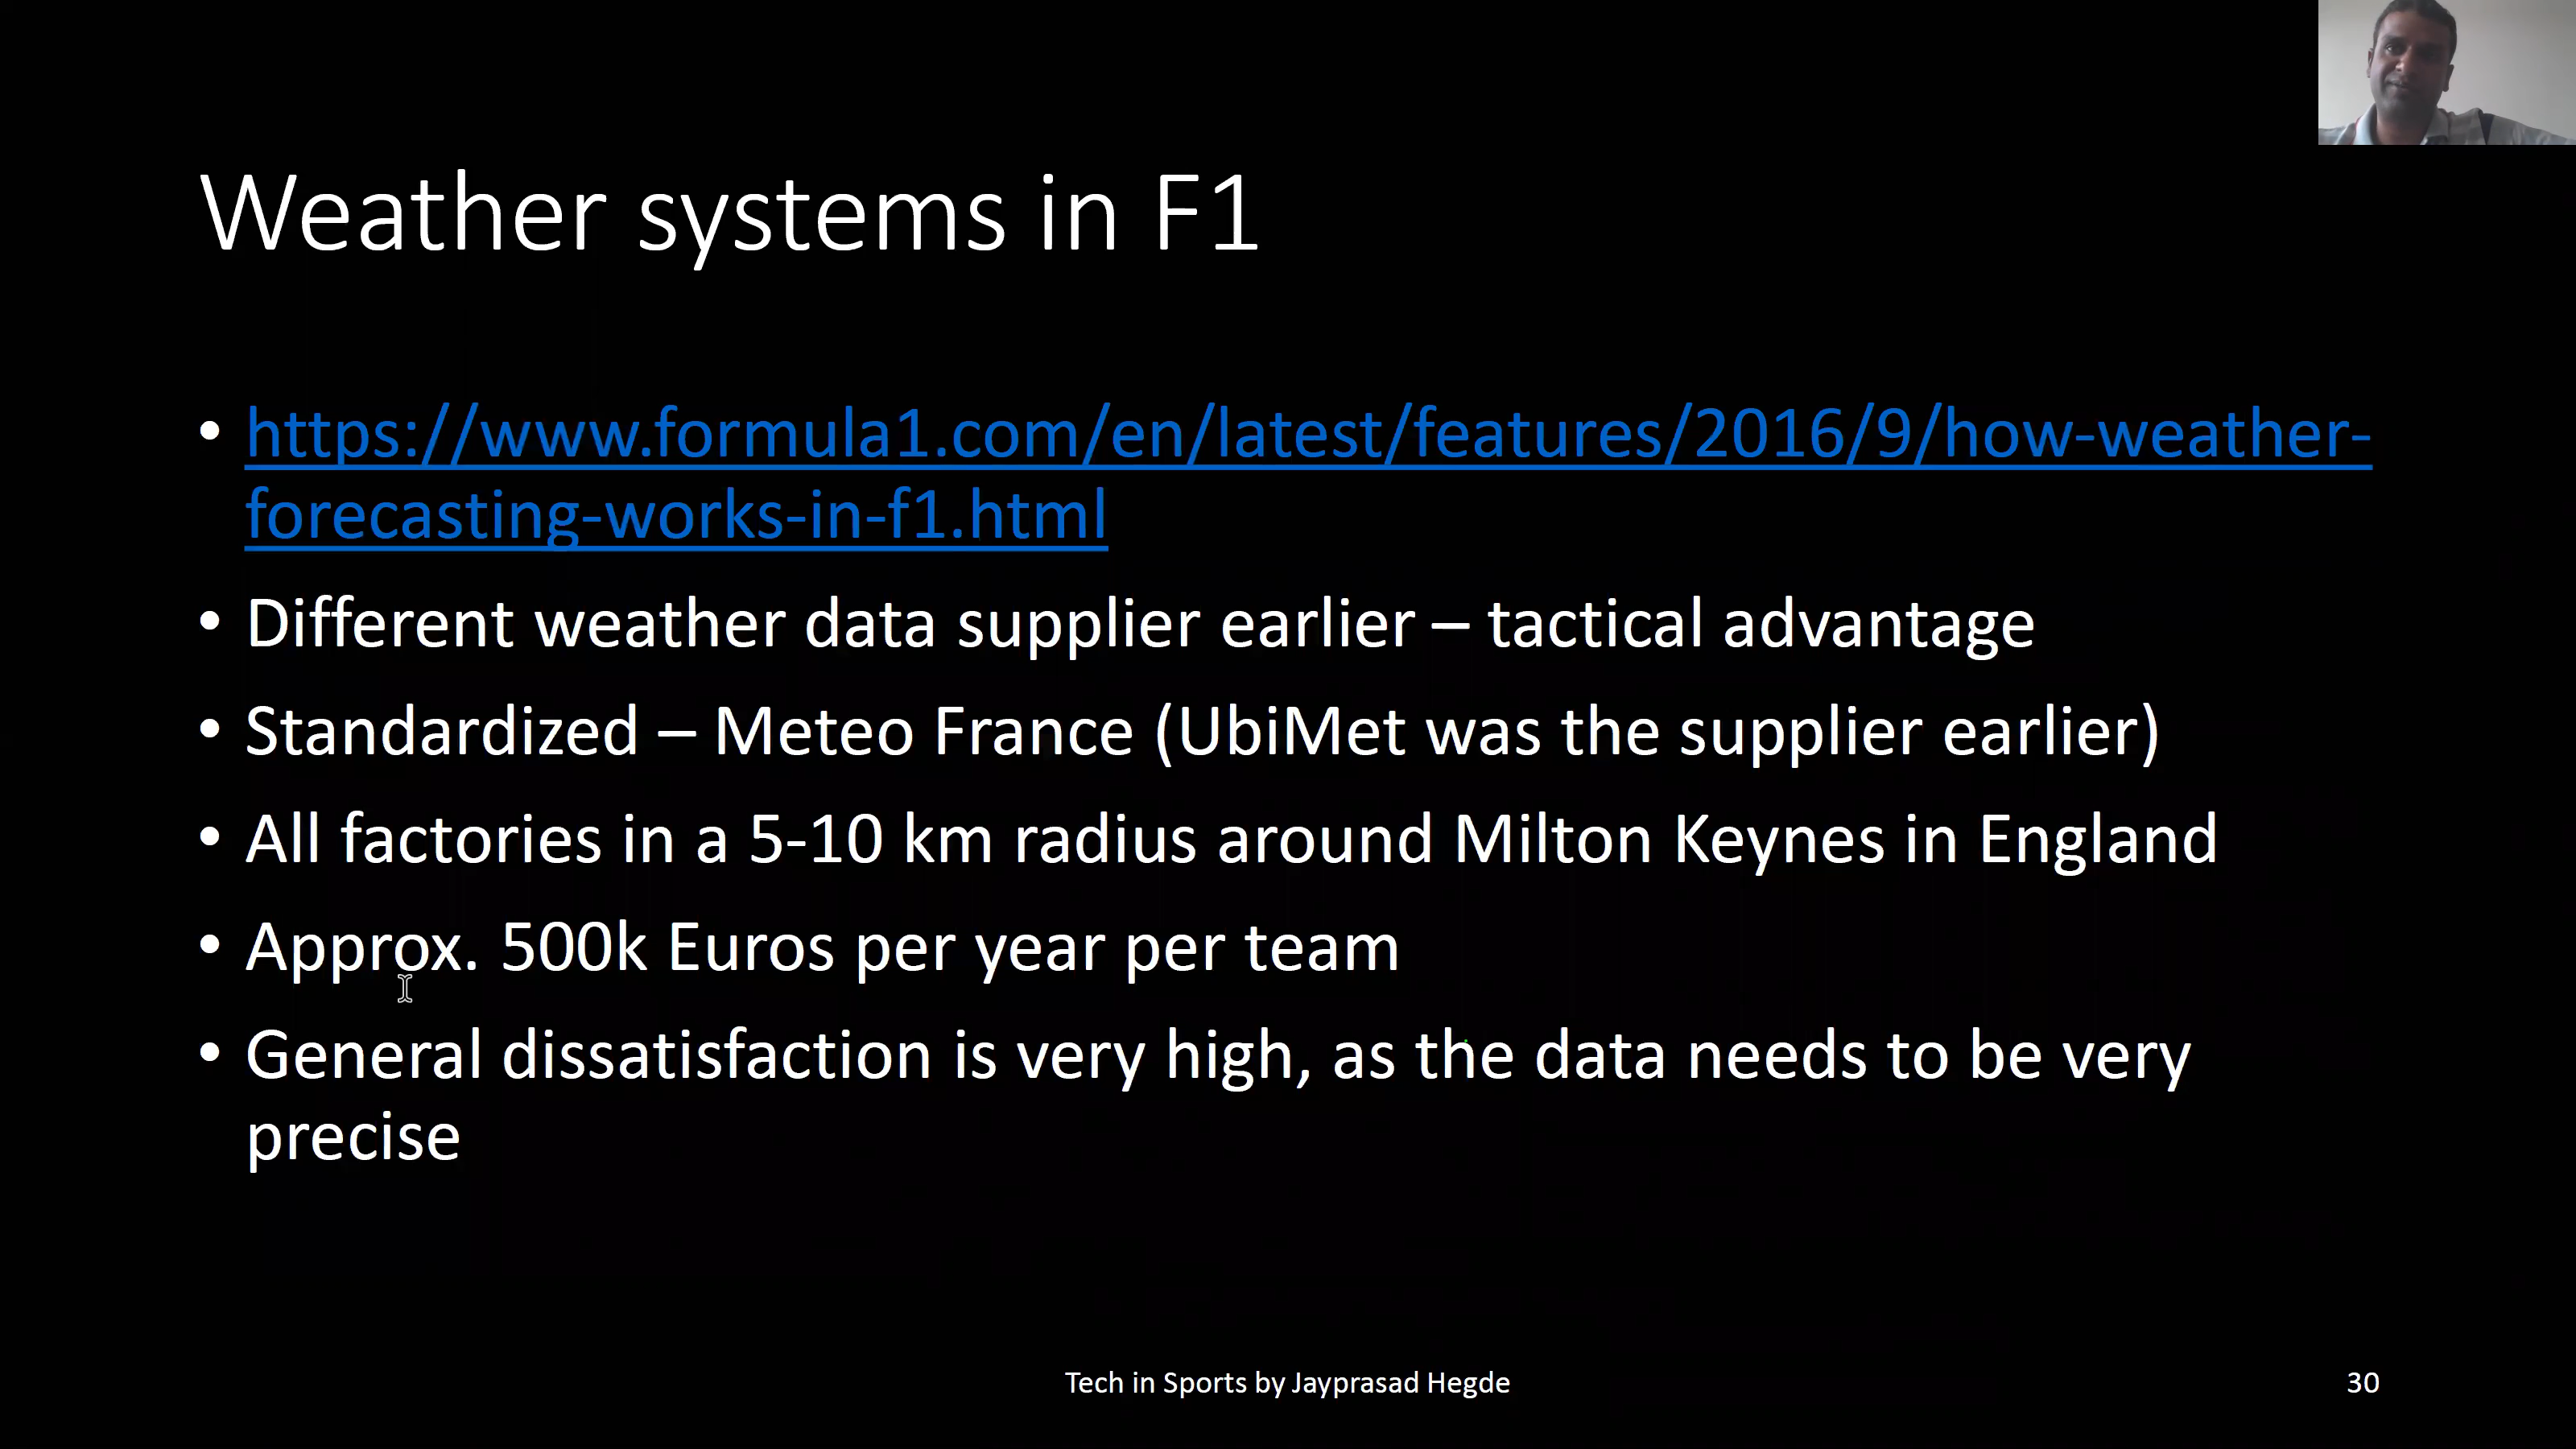 Weather systems in F1
• https://www.formula1.com/en/latest/features/2016/9/how-weather-
forecasting-works-in-f1.html
• Different weather data supplier earlier – tactical advantage
• Standardized – Meteo France (UbiMet was the supplier earlier)
• All factories in a 5-10 km radius around Milton Keynes in England
• Approx. 500k Euros per year per team
• General dissatisfaction is very high, as the data needs to be very
precise
Tech in Sports by Jayprasad Hegde
30